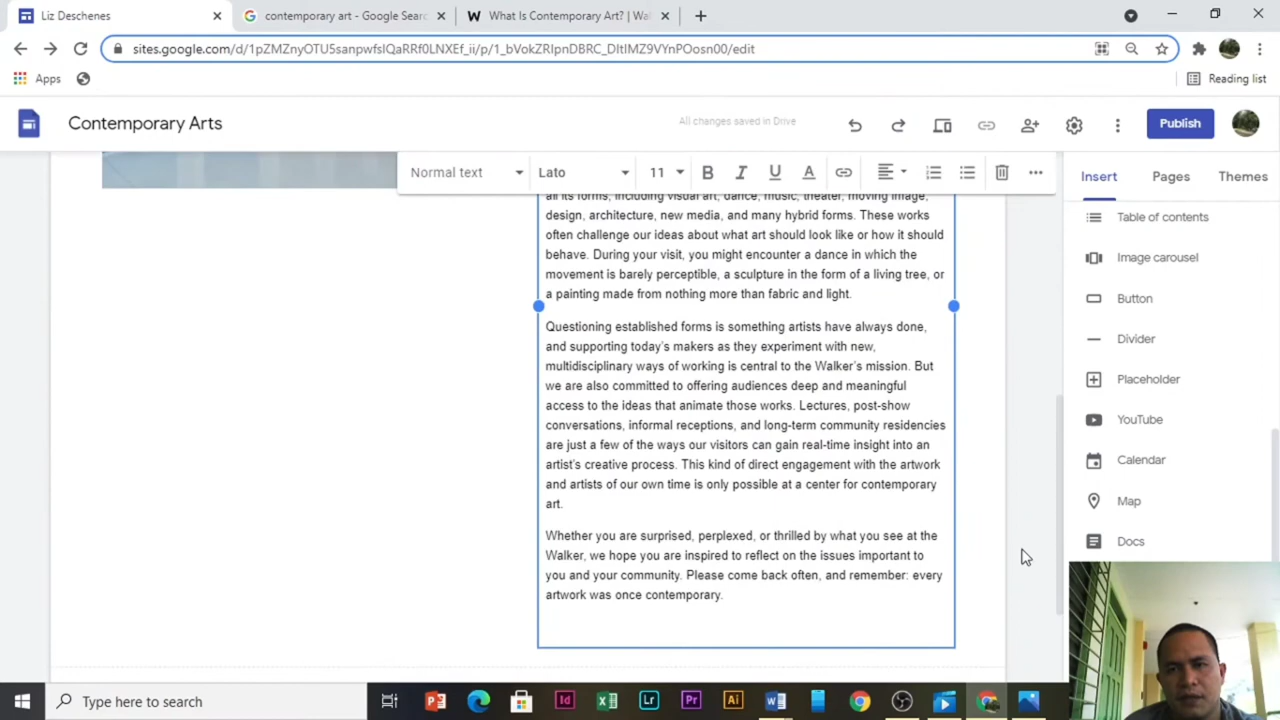 Liz Deschenes
contemporary art - Google Searc
What Is Contemporary Art? | Wal
sites.google.com/d/1pZMZnyOTU5sanpwfsIQaRRf0LNXEf_ii/p/1_bVokZRIpnDBRC_DItIMZ9VYnPOosn00/edit
Apps
Reading list
Contemporary Arts
All changes saved in Drive
Publish
Normal text
Lato
11
B I U A
Insert
Pages
Themes
all its forms, including visual art, dance, music, theater, moving image,
design, architecture, new media, and many hybrid forms. These works
often challenge our ideas about what art should look like or how it should
behave. During your visit, you might encounter a dance in which the
movement is barely perceptible, a sculpture in the form of a living tree, or
a painting made from nothing more than fabric and light.
Questioning established forms is something artists have always done,
and supporting today's makers as they experiment with new,
multidisciplinary ways of working is central to the Walker's mission. But
we are also committed to offering audiences deep and meaningful
access to the ideas that animate those works. Lectures, post-show
conversations, informal receptions, and long-term community residencies
are just a few of the ways our visitors can gain real-time insight into an
artist's creative process. This kind of direct engagement with the artwork
and artists of our own time is only possible at a center for contemporary
art.
Whether you are surprised, perplexed, or thrilled by what you see at the
Walker, we hope you are inspired to reflect on the issues important to
you and your community. Please come back often, and remember: every
artwork was once contemporary.
Table of contents
Image carousel
Button
Divider
Placeholder
YouTube
Calendar
Map
Docs
Type here to search